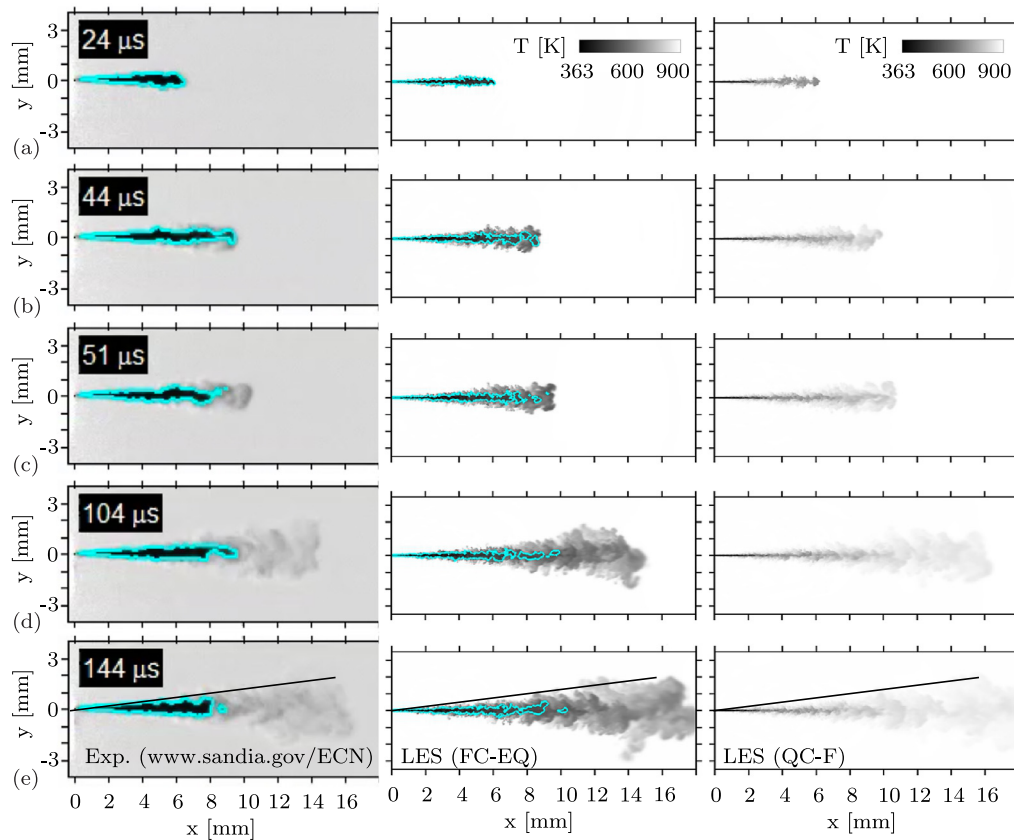 24 μs
T [K]
363 600 900
T [K]
363 600 900
y [mm]
3
0
-3
(a)
44 μs
y [mm]
3
0
-3
(b)
51 μs
y [mm]
3
0
-3
(c)
104 μs
y [mm]
3
0
-3
(d)
144 μs
y [mm]
3
0
-3
(e)
Exp. (www.sandia.gov/ECN)
LES (FC-EQ)
LES (QC-F)
0 2 4 6 8 10 12 14 16
0 2 4 6 8 10 12 14 16 18
0 2 4 6 8 10 12 14 16
x [mm]
x [mm]
x [mm]